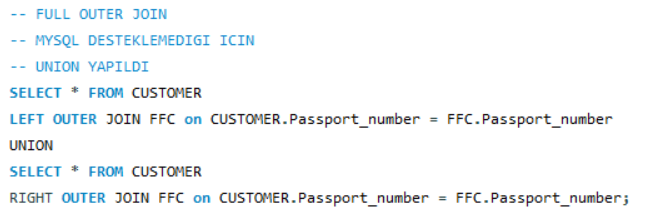 -- FULL OUTER JOIN
-- MYSQL DESTEKLEMEDIGI ICIN
-- UNION YAPILDI
SELECT * FROM CUSTOMER
LEFT OUTER JOIN FFC on CUSTOMER.Passport_number = FFC.Passport_number
UNION
SELECT * FROM CUSTOMER
RIGHT OUTER JOIN FFC on CUSTOMER.Passport_number = FFC.Passport_number;